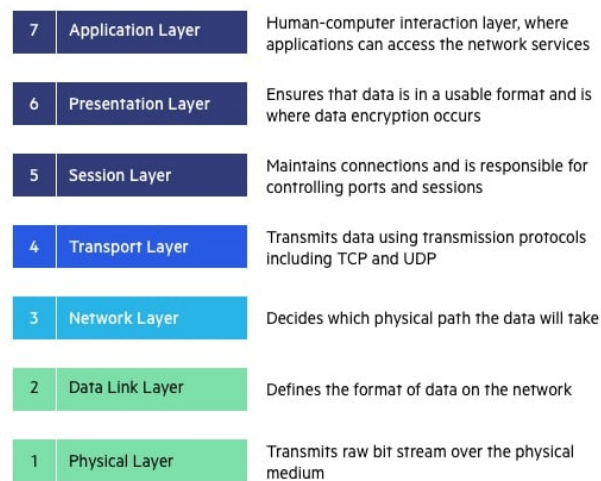 7 Application Layer
Human-computer interaction layer, where
applications can access the network services
6 Presentation Layer
Ensures that data is in a usable format and is
where data encryption occurs
5 Session Layer
Maintains connections and is responsible for
controlling ports and sessions
4 Transport Layer
Transmits data using transmission protocols
including TCP and UDP
3 Network Layer
Decides which physical path the data will take
2 Data Link Layer
Defines the format of data on the network
1 Physical Layer
Transmits raw bit stream over the physical
medium